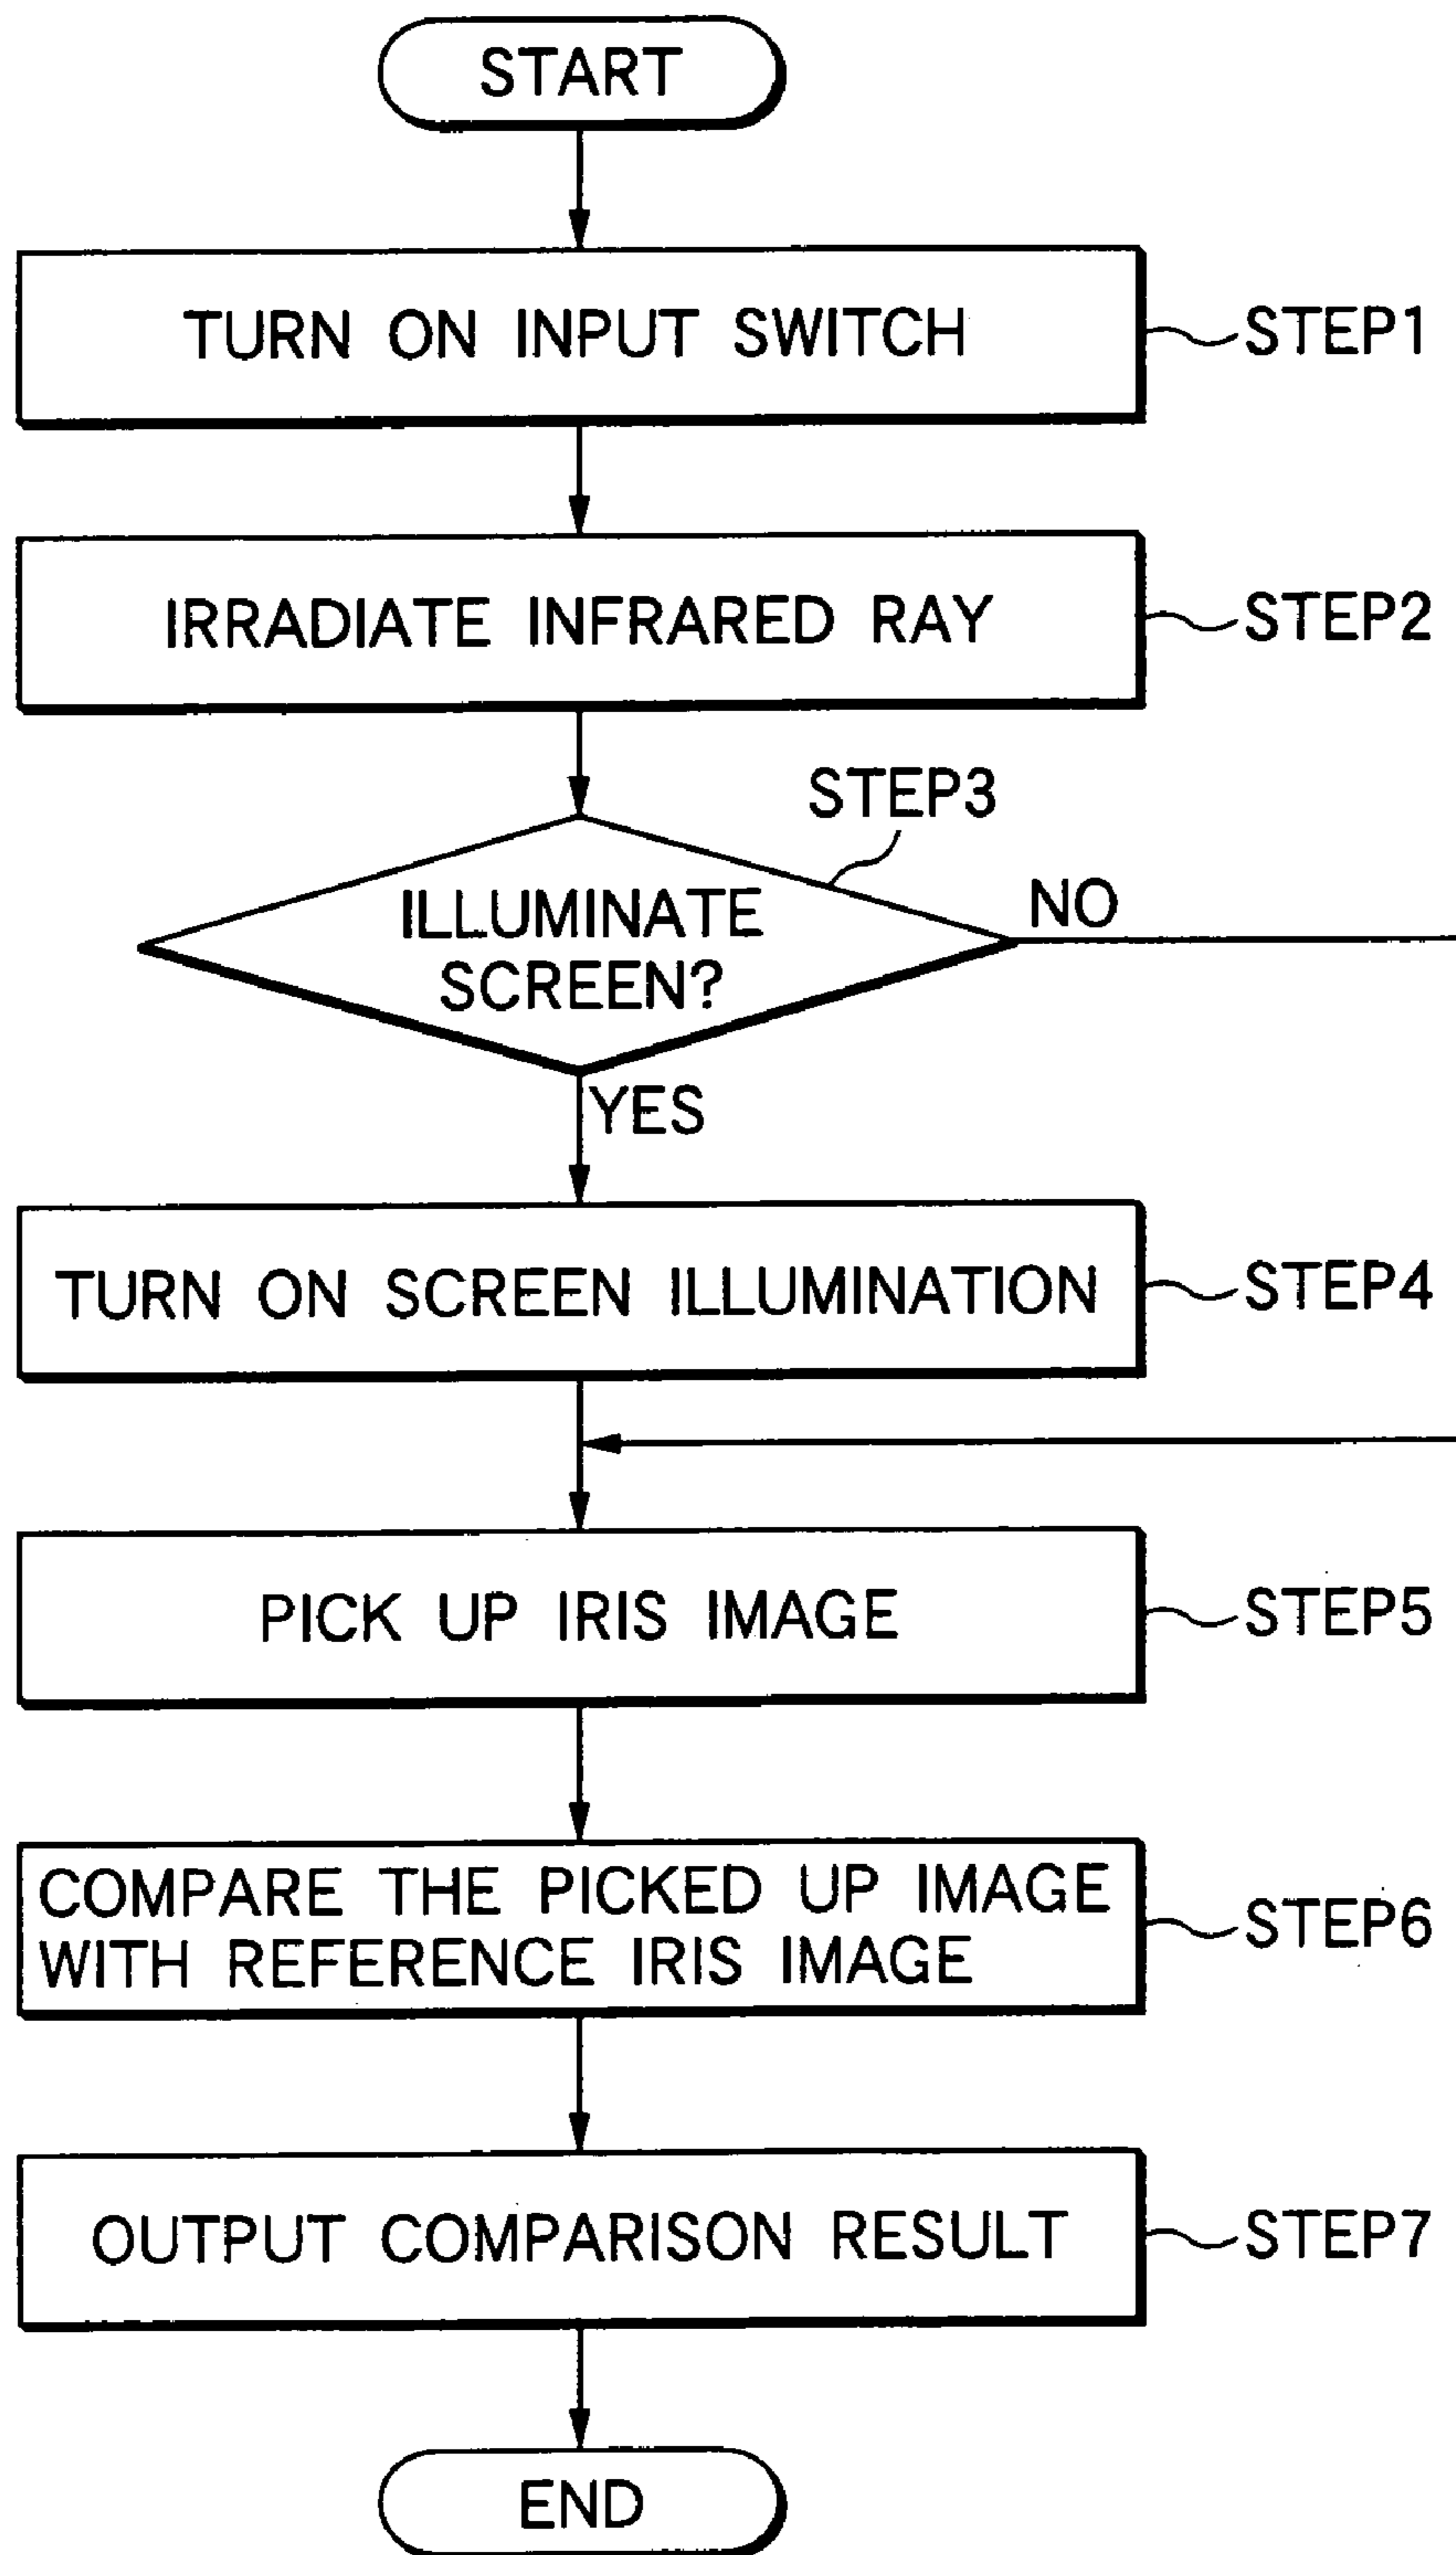 START
TURN ON INPUT SWITCH
STEP1
IRRADIATE INFRARED RAY
STEP2
STEP3
ILLUMINATE
SCREEN?
NO
YES
TURN ON SCREEN ILLUMINATION
STEP4
PICK UP IRIS IMAGE
STEP5
COMPARE THE PICKED UP IMAGE
WITH REFERENCE IRIS IMAGE
STEP6
OUTPUT COMPARISON RESULT
STEP7
END